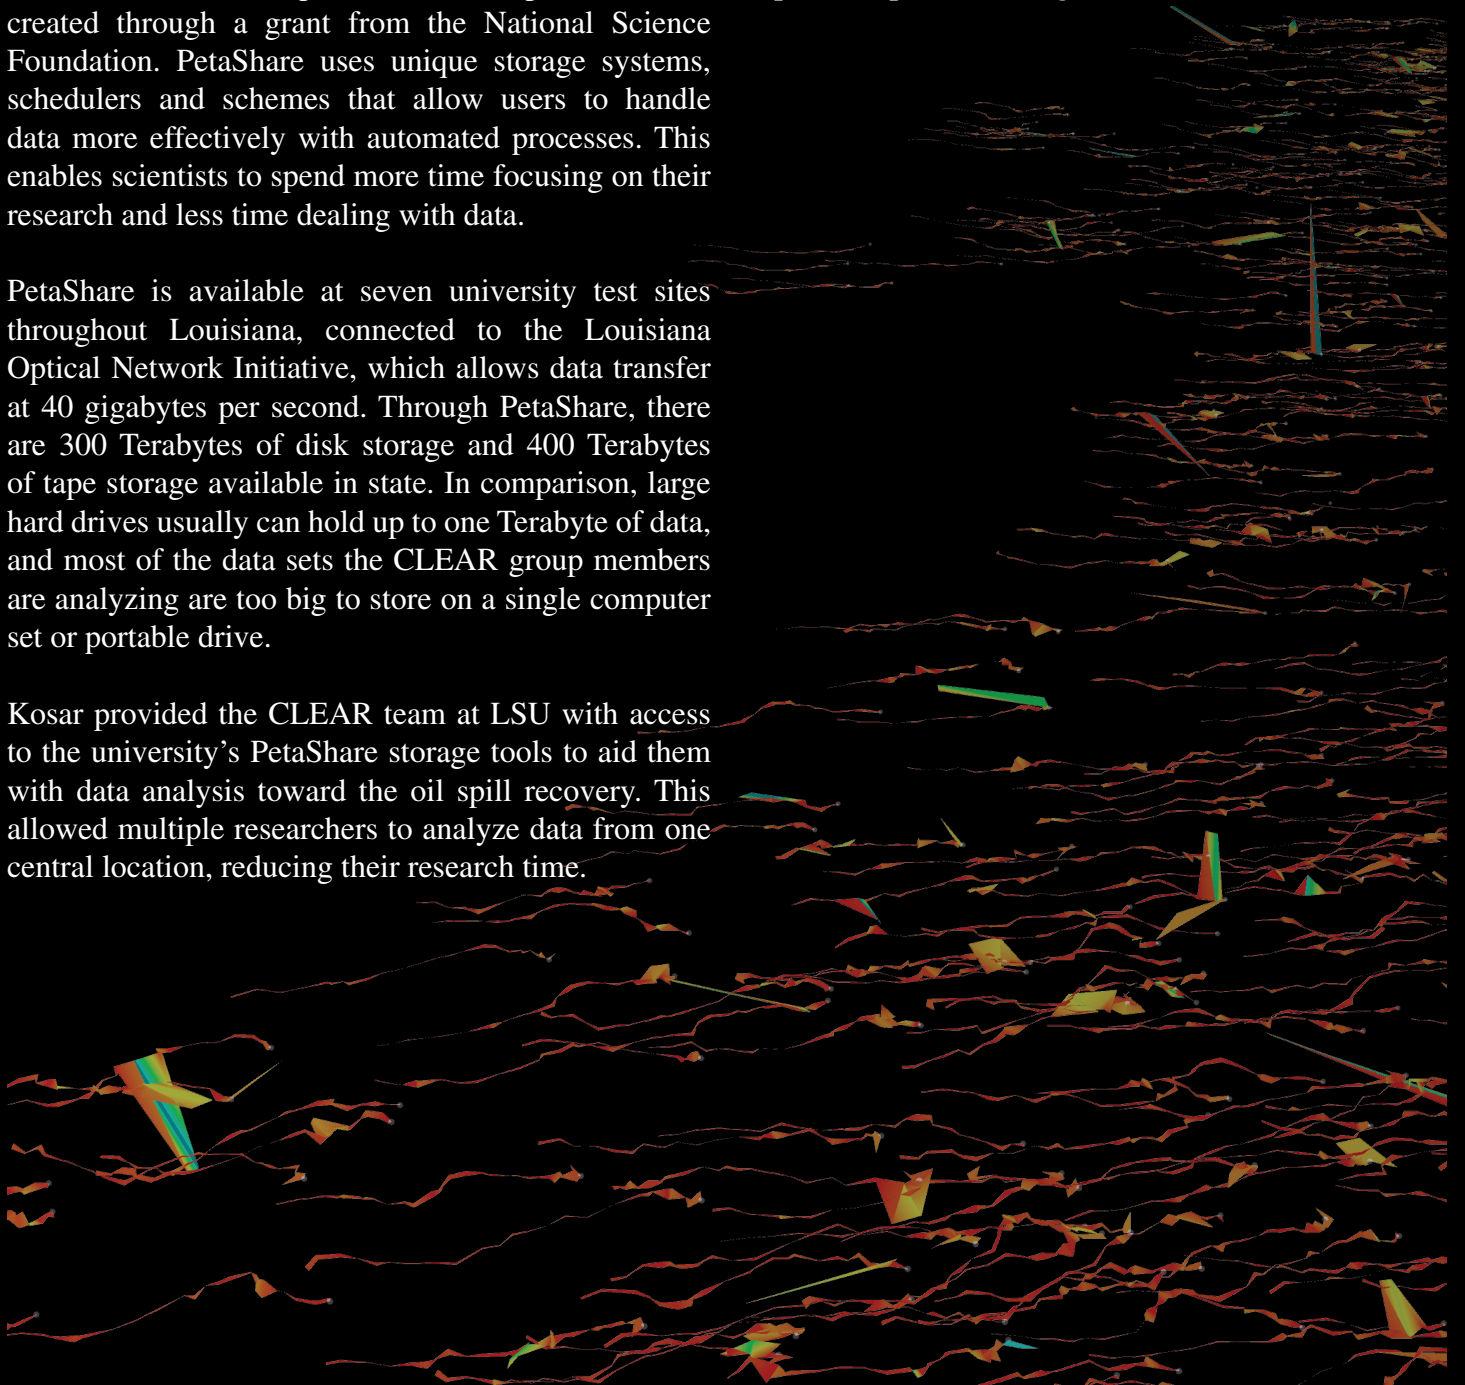 created through a grant from the National Science
Foundation. PetaShare uses unique storage systems,
schedulers and schemes that allow users to handle
data more effectively with automated processes. This
enables scientists to spend more time focusing on their
research and less time dealing with data.
PetaShare is available at seven university test sites
throughout Louisiana, connected to the Louisiana
Optical Network Initiative, which allows data transfer
at 40 gigabytes per second. Through PetaShare, there
are 300 Terabytes of disk storage and 400 Terabytes
of tape storage available in state. In comparison, large
hard drives usually can hold up to one Terabyte of data,
and most of the data sets the CLEAR group members
are analyzing are too big to store on a single computer
set or portable drive.
Kosar provided the CLEAR team at LSU with access
to the university’s PetaShare storage tools to aid them
with data analysis toward the oil spill recovery. This
allowed multiple researchers to analyze data from one
central location, reducing their research time.